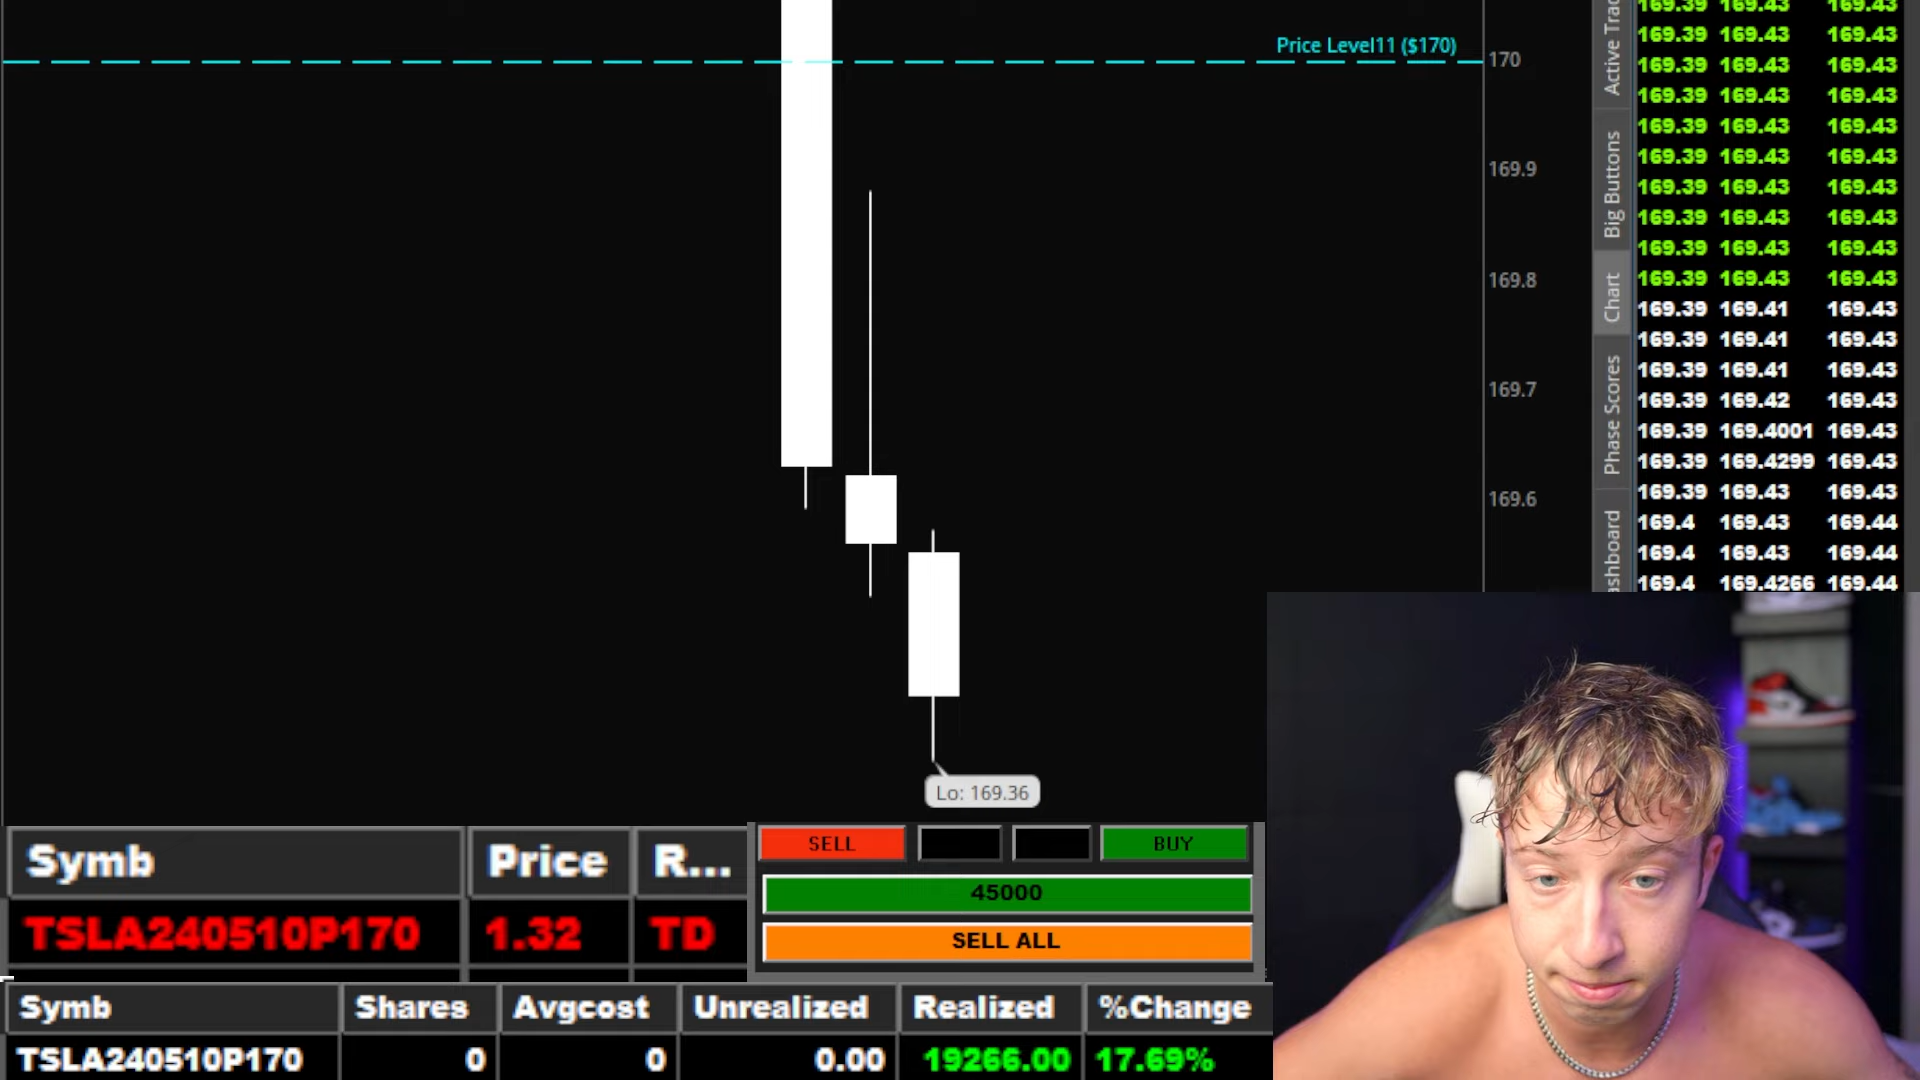 Price Level11 ($170)
170
169.9
169.8
169.7
169.6
Lo: 169.36
Big Buttons
Chart
Phase Scores
169.39 169.43 169.43
169.39 169.43 169.43
169.39 169.43 169.43
169.39 169.43 169.43
169.39 169.43 169.43
169.39 169.43 169.43
169.39 169.43 169.43
169.39 169.43 169.43
169.39 169.43 169.43
169.39 169.43 169.43
169.39 169.41 169.43
169.39 169.41 169.43
169.39 169.41 169.43
169.39 169.42 169.43
169.39 169.4001 169.43
169.39 169.4299 169.43
169.39 169.43 169.43
169.4 169.43 169.44
169.4 169.43 169.44
169.4 169.4266 169.44
Symb Price R...
TSLA240510P170 1.32 TD
SELL BUY
45000
SELL ALL
Symb Shares Avgcost Unrealized Realized %Change
TSLA240510P170 0 0 0.00 19266.00 17.69%